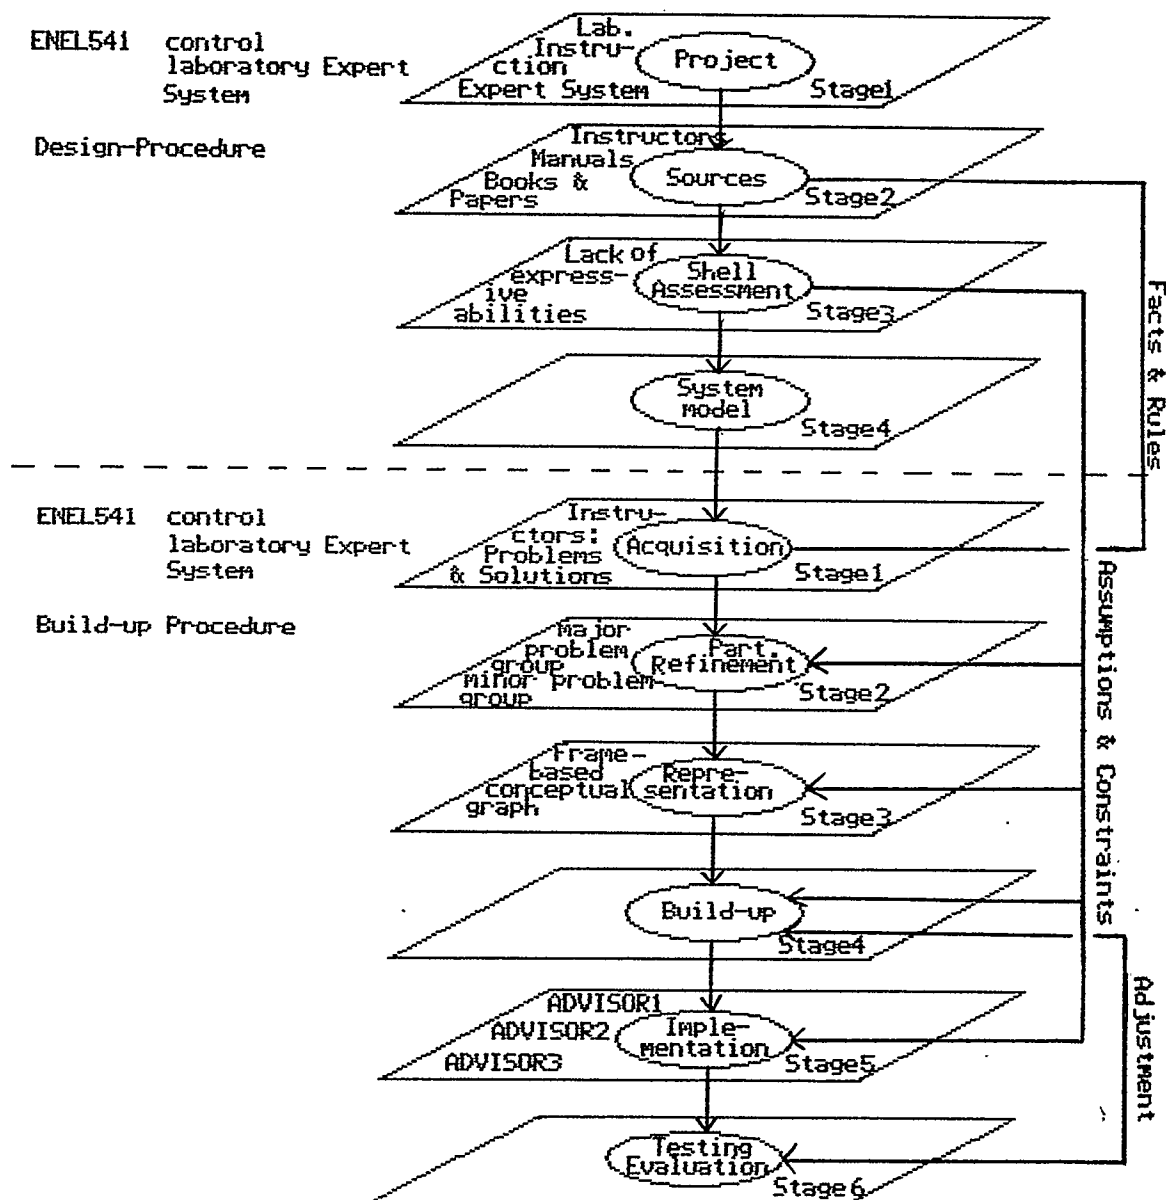 ENEL541 control
laboratory Expert
System
Design-Procedure
Lab.
Instru-
ction
Expert System
Project
Stage1
Instructors
Manuals
Books &
Papers
Sources
Stage2
Lack of
express-
ive
abilities
Shell
Assessment
Stage3
System
model
Stage4
Facts & Rules
ENEL541 control
laboratory Expert
System
Build-up Procedure
Instru-
ctors:
Problems
& Solutions
Acquisition
Stage1
major
problem
group
minor problem
group
Part.
Refinement
Stage2
Frame-
based
conceptual
graph
Repre-
sentation
Stage3
Build-up
Stage4
Assumptions & Constraints
ADVISOR1
ADVISOR2
ADVISOR3
Imple-
mentation
Stage5
Adjustment
Testing
Evaluation
Stage6